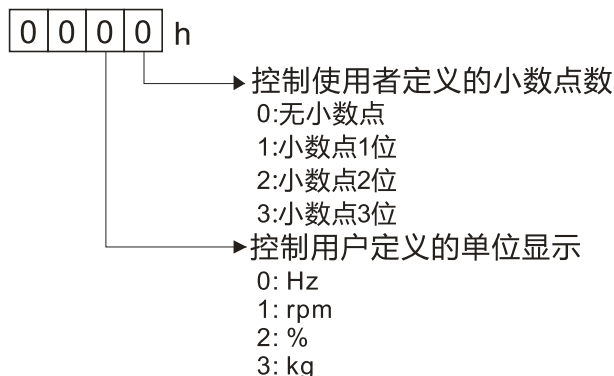 0 0 0 0 h
控制使用者定义的小数点数
0:无小数点
1:小数点1位
2:小数点2位
3:小数点3位
控制用户定义的单位显示
0: Hz
1: rpm
2: %
3: kg